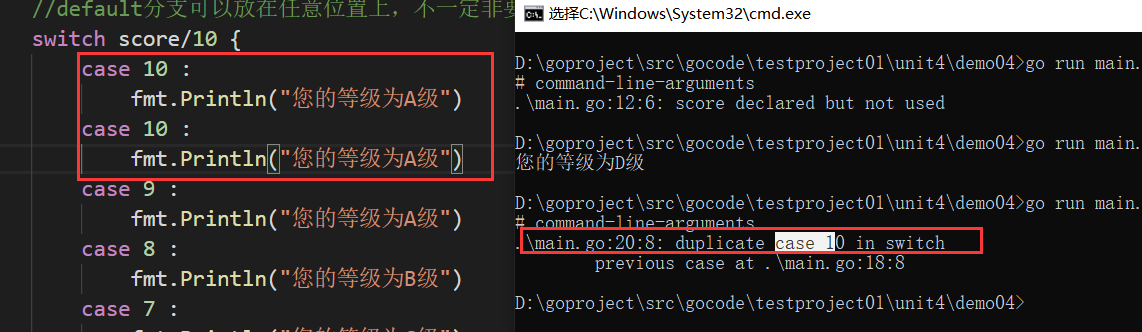 //default分支可以放在任意位置上，不一定非要
switch score/10 {
case 10 :
fmt.Println("您的等级为A级")
case 10 :
fmt.Println("您的等级为A级")
case 9 :
fmt.Println("您的等级为A级")
case 8 :
fmt.Println("您的等级为B级")
case 7 :
选择C:\Windows\System32\cmd.exe
D:\goproject\src\gocode\testproject01\unit4\demo04>go run main.
# command-line-arguments
.\main.go:12:6: score declared but not used
D:\goproject\src\gocode\testproject01\unit4\demo04>go run main.
您的等级为D级
D:\goproject\src\gocode\testproject01\unit4\demo04>go run main.
# command-line-arguments
.\main.go:20:8: duplicate case 10 in switch
previous case at .\main.go:18:8
D:\goproject\src\gocode\testproject01\unit4\demo04>